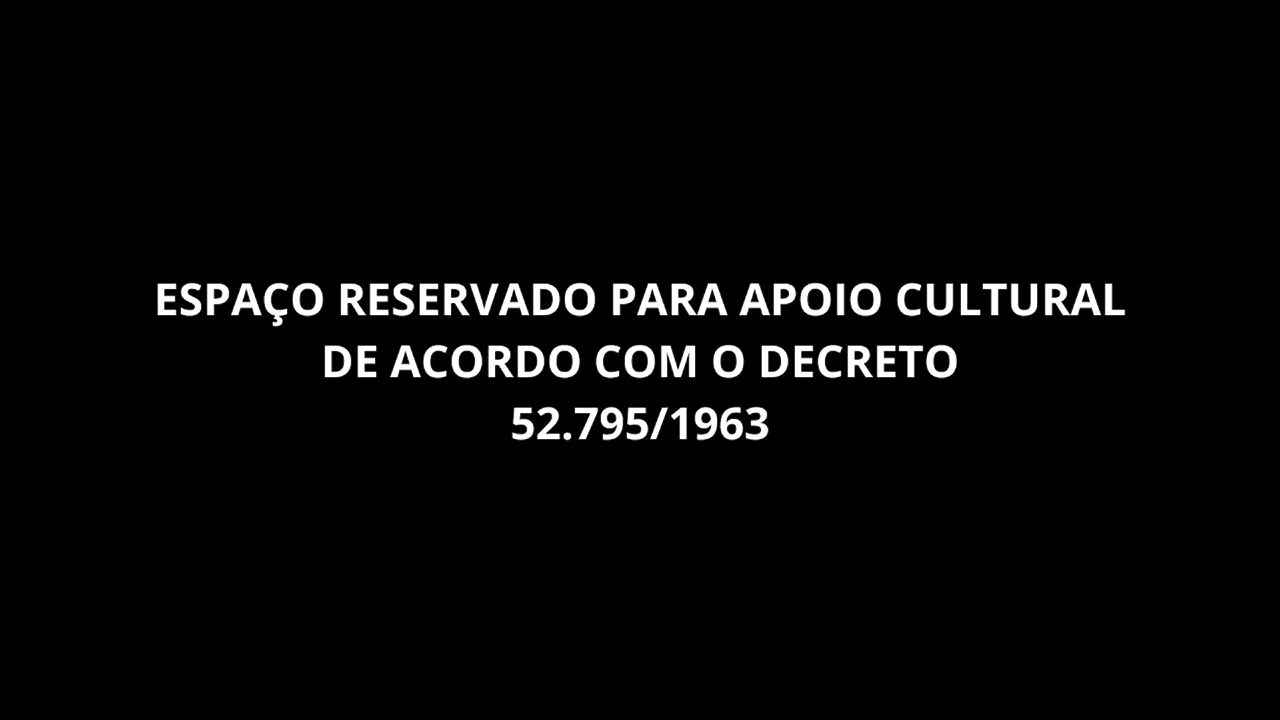 ESPAÇO RESERVADO PARA APOIO CULTURAL
DE ACORDO COM O DECRETO
52.795/1963